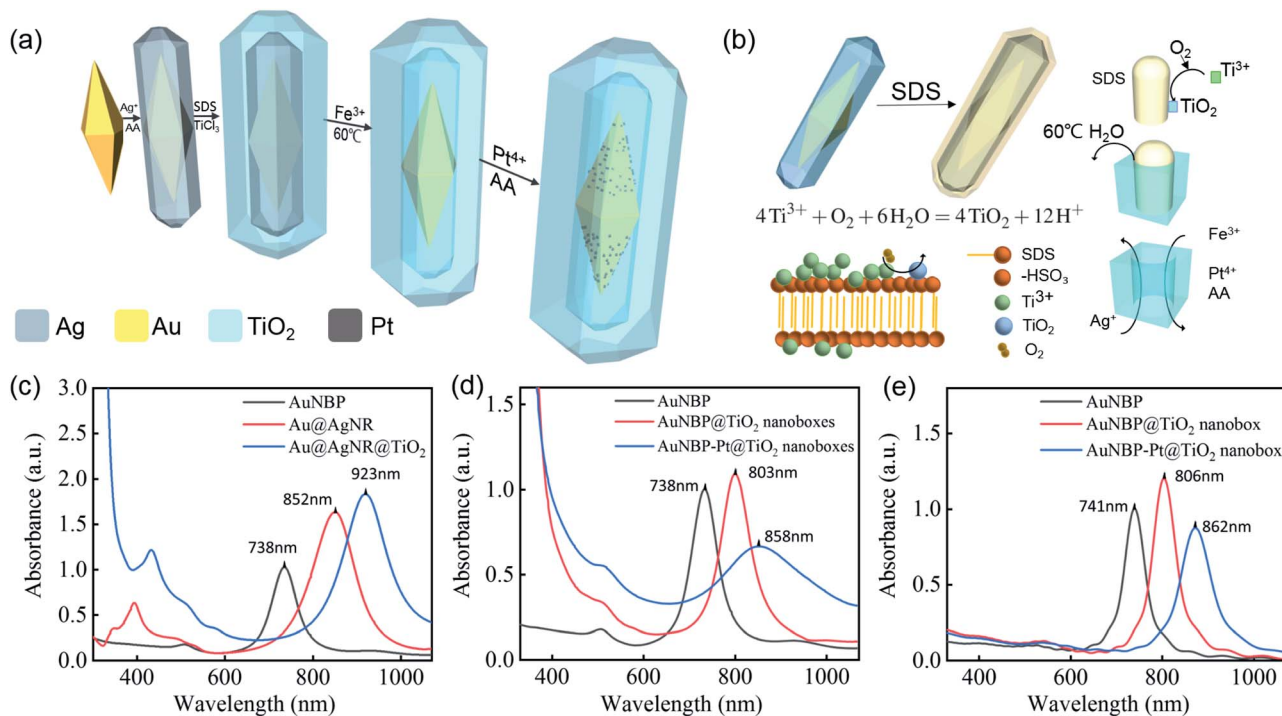 (a)
Ag⁺
AA
SDS
TiCl₃
Fe³⁺
60℃
Pt⁴⁺
AA
Ag
Au
TiO₂
Pt
(b)
SDS
4Ti³⁺ + O₂ + 6H₂O = 4TiO₂ + 12H⁺
SDS
-HSO₃
Ti³⁺
TiO₂
O₂
O₂
SDS
Ti³⁺
TiO₂
60℃ H₂O
Fe³⁺
Pt⁴⁺
AA
Ag⁺
(c)
AuNBP
Au@AgNR
Au@AgNR@TiO₂
923nm
852nm
738nm
3.0
2.5
2.0
1.5
1.0
0.5
0.0
Absorbance (a.u.)
400
600
800
1000
Wavelength (nm)
(d)
AuNBP
AuNBP@TiO₂ nanoboxes
AuNBP-Pt@TiO₂ nanoboxes
738nm
803nm
858nm
1.5
1.0
0.5
0.0
Absorbance (a.u.)
400
600
800
1000
Wavelength (nm)
(e)
AuNBP
AuNBP@TiO₂ nanobox
AuNBP-Pt@TiO₂ nanobox
806nm
741nm
862nm
1.5
1.0
0.5
0.0
Absorbance (a.u.)
400
600
800
1000
Wavelength (nm)